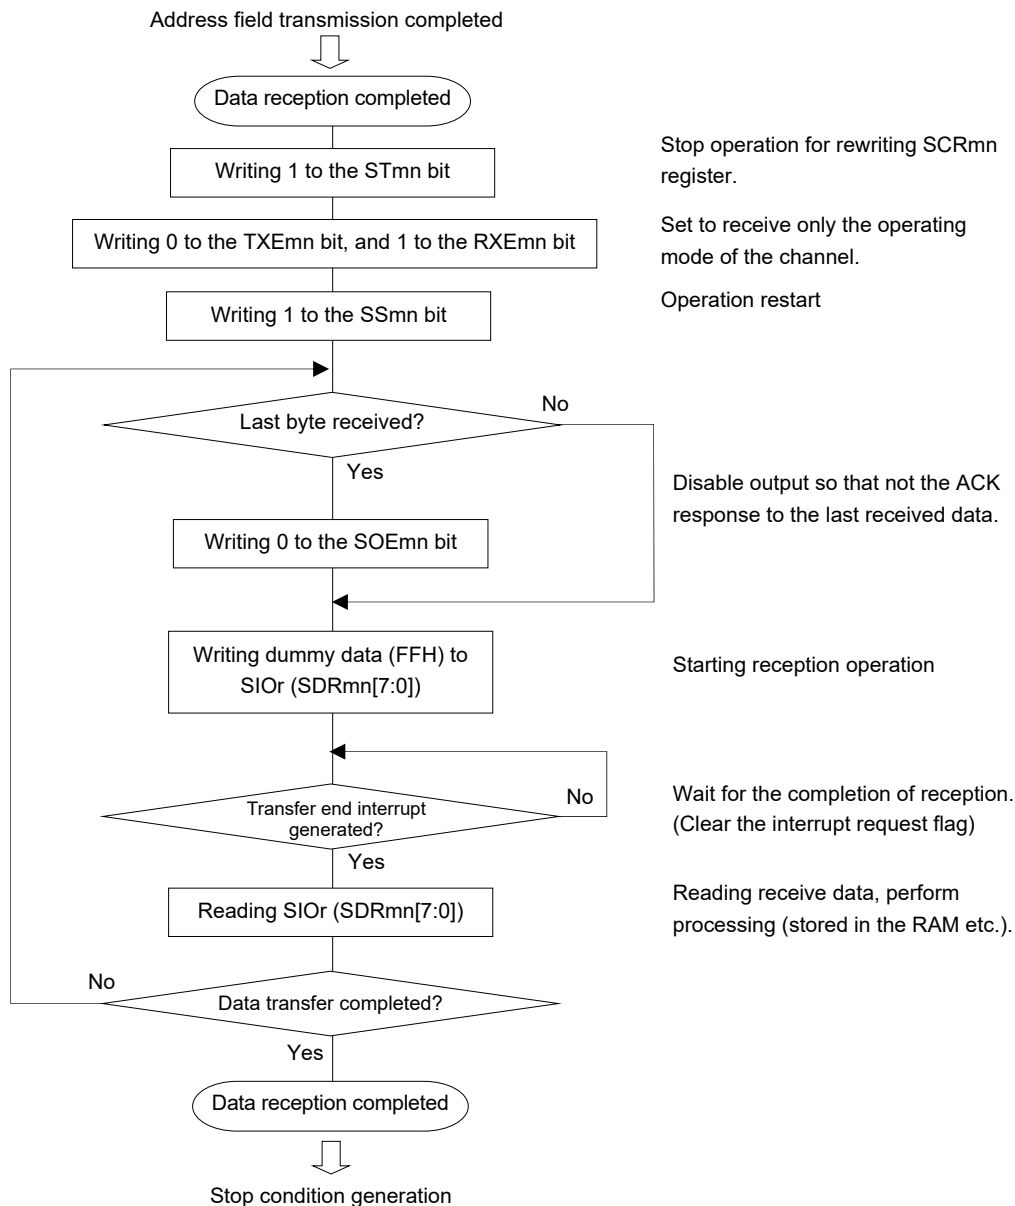 Address field transmission completed
Data reception completed
Writing 1 to the STmn bit
Stop operation for rewriting SCRmn
register.
Writing 0 to the TXEmn bit, and 1 to the RXEmn bit
Set to receive only the operating
mode of the channel.
Writing 1 to the SSmn bit
Operation restart
Last byte received?
No
Yes
Writing 0 to the SOEmn bit
Disable output so that not the ACK
response to the last received data.
Writing dummy data (FFH) to
SIOr (SDRmn[7:0])
Starting reception operation
Transfer end interrupt
generated?
No
Wait for the completion of reception.
(Clear the interrupt request flag)
Yes
Reading SIOr (SDRmn[7:0])
Reading receive data, perform
processing (stored in the RAM etc.).
No
Data transfer completed?
Yes
Data reception completed
Stop condition generation